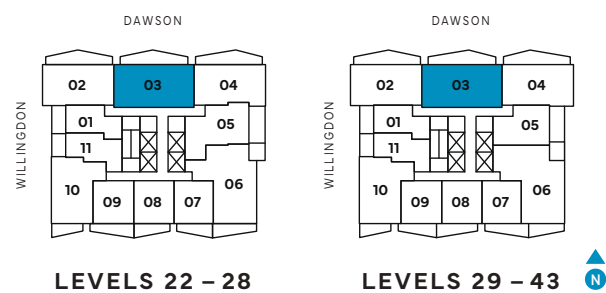 DAWSON
WILLINGDON
02 03 04
01
05
11
10
06
09 08 07
LEVELS 22 – 28
DAWSON
WILLINGDON
02 03 04
01
05
11
10
06
09 08 07
LEVELS 29 – 43
N